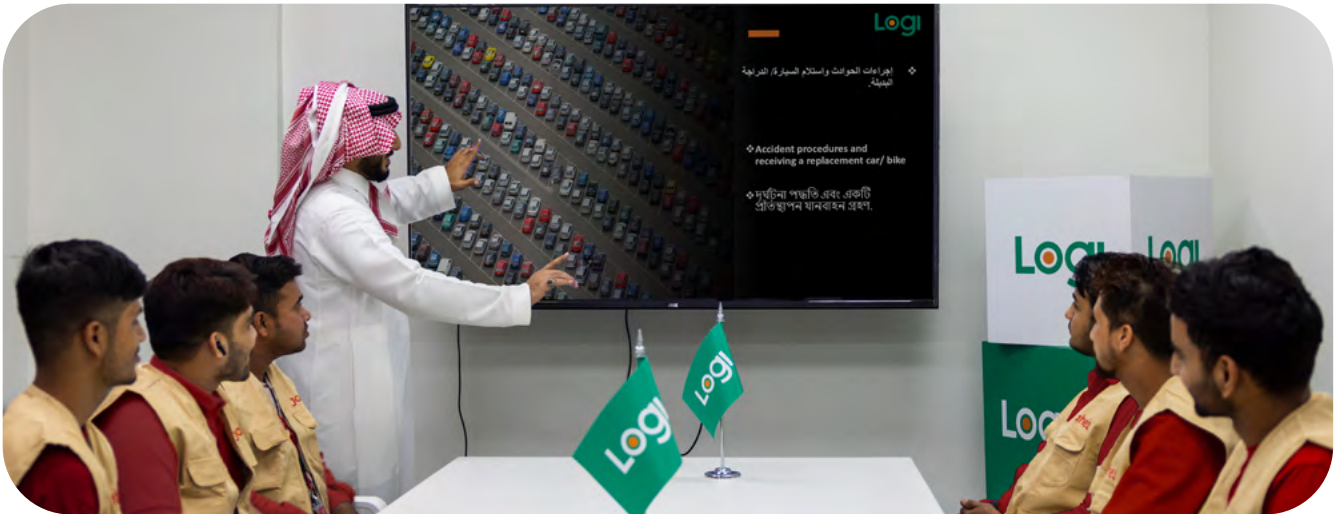 Logi
إجراءات الحوادث واستلام السيارة/ الدراجة
البديلة.
Accident procedures and
receiving a replacement car/ bike
দূর্ঘটনা পদ্ধতি এবং একটি
প্রতিস্থাপন যানবাহন গ্রহণ.
Logi
Logi
Logi
Logi